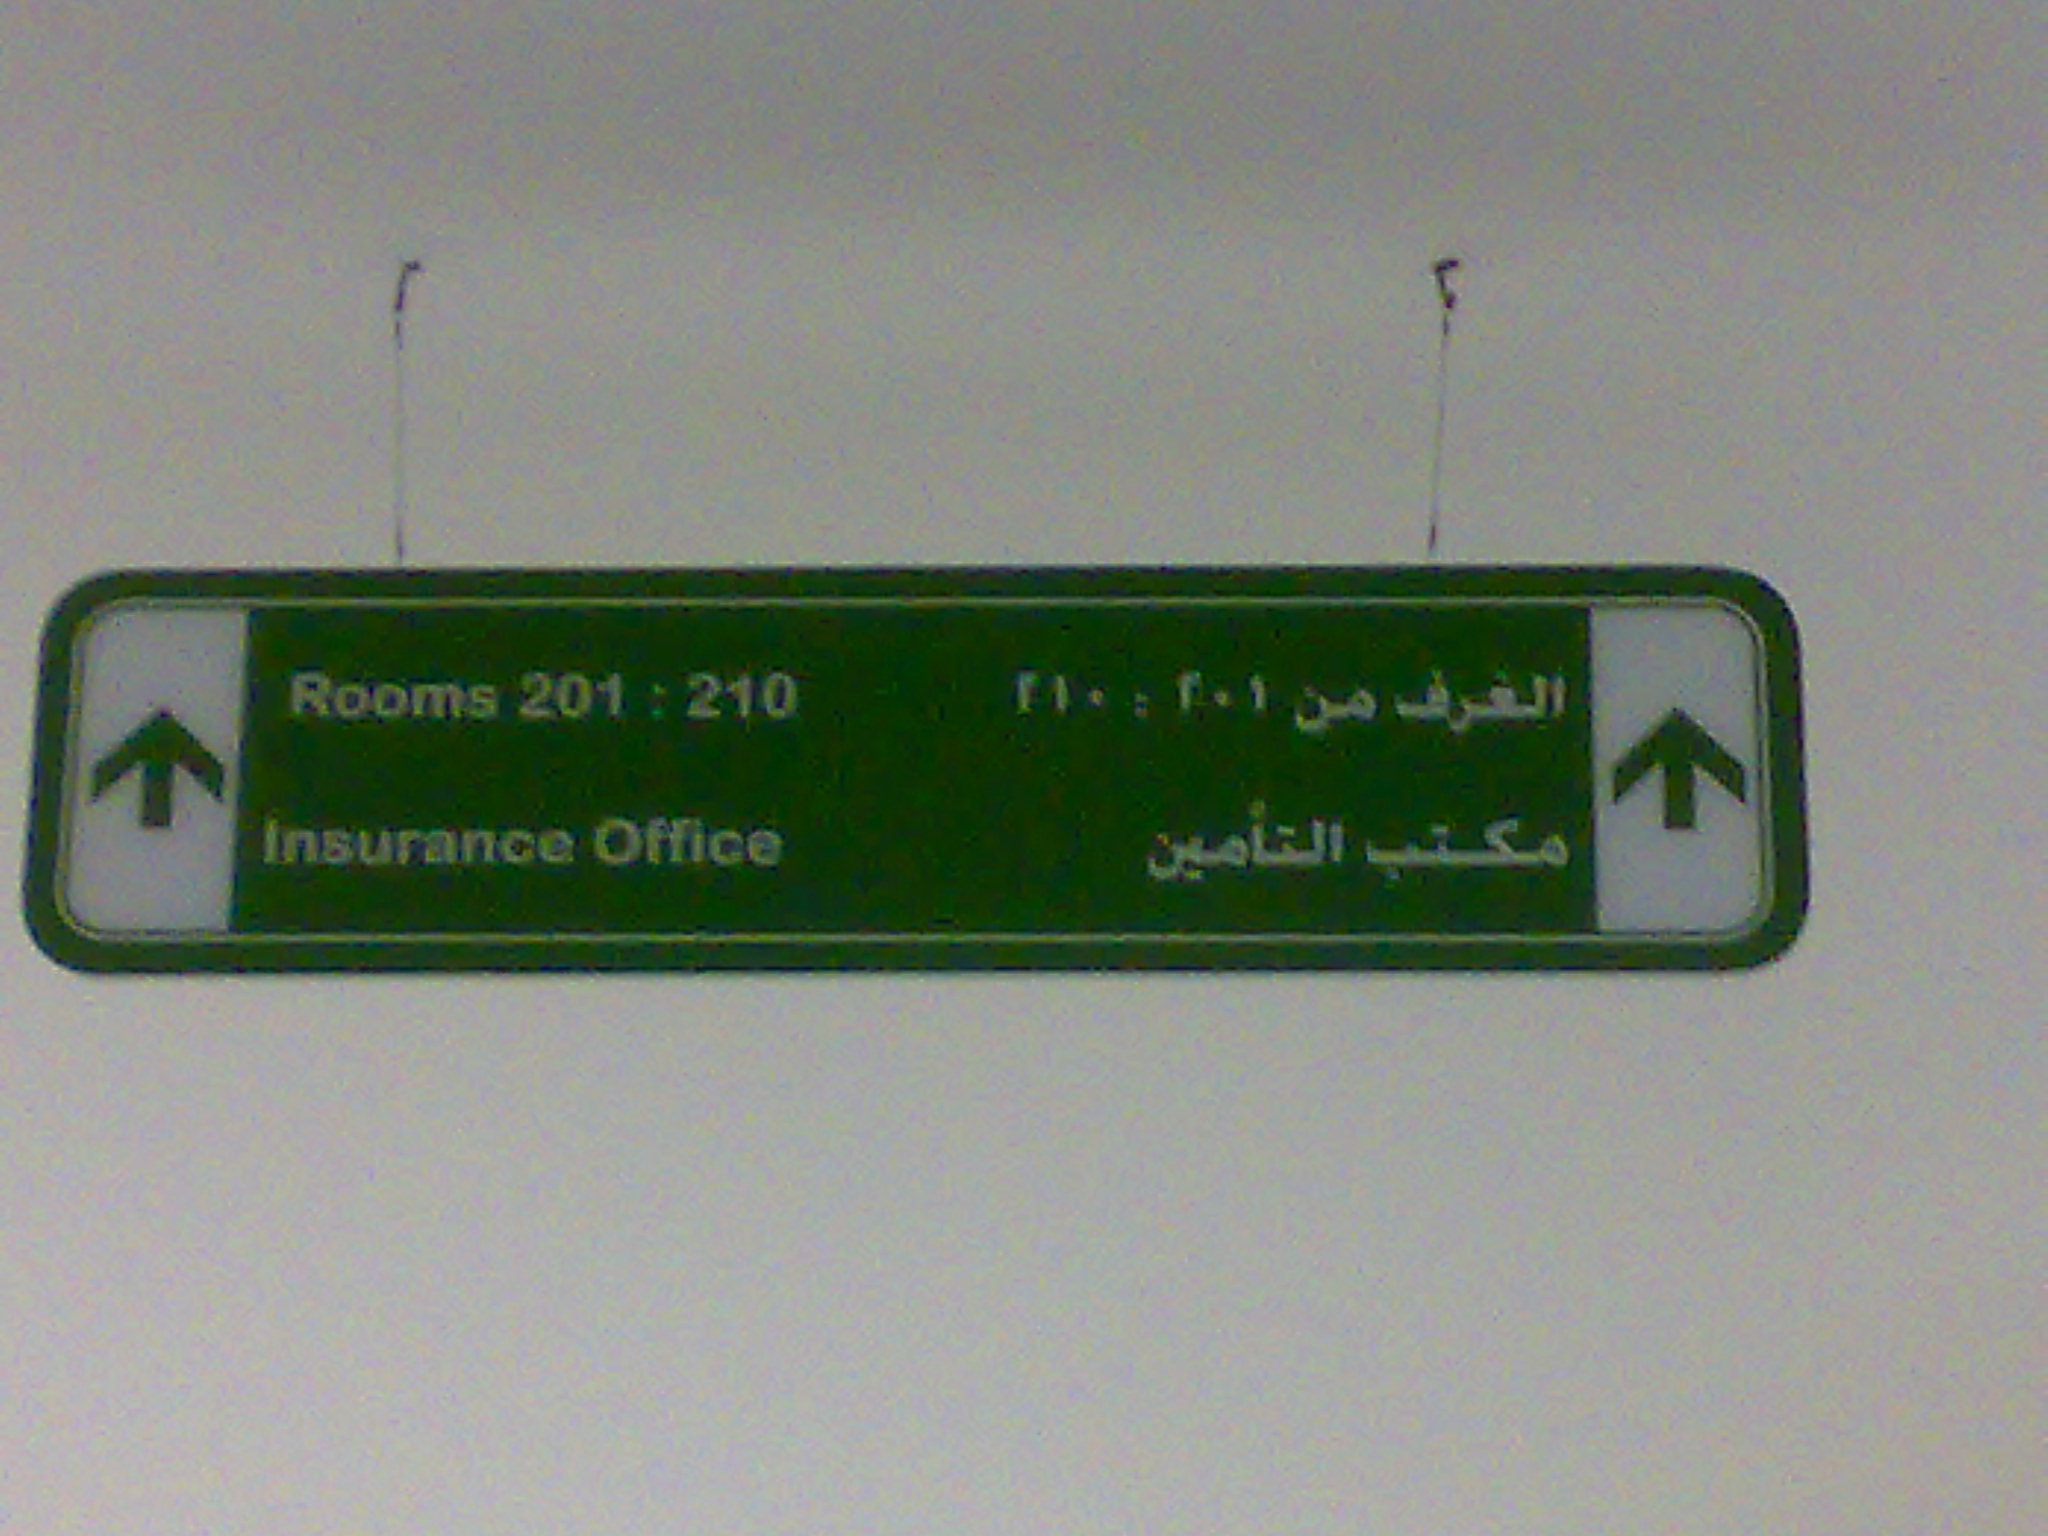 Rooms 201 : 210
الغرف من ٢٠١ : ٢١٠
Insurance Office
مكتب التأمين